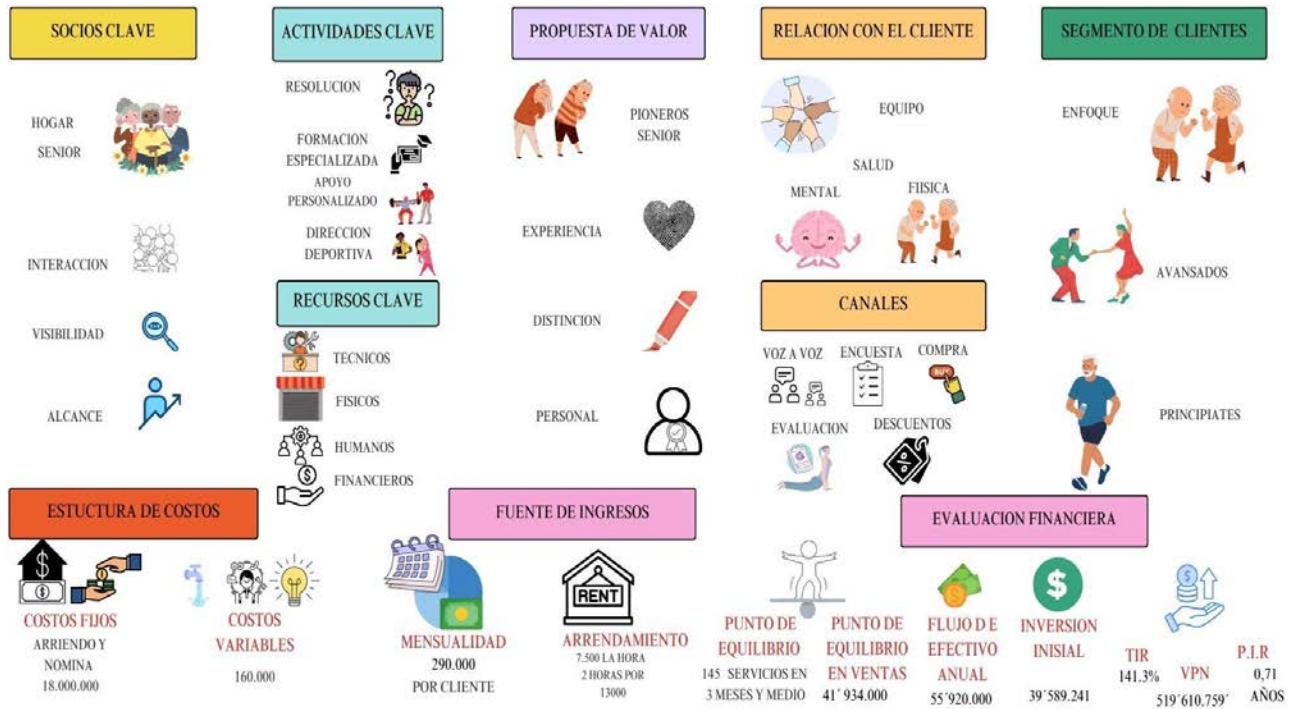 SOCIOS CLAVE
HOGAR
SENIOR
INTERACCION
VISIBILIDAD
ALCANCE
ACTIVIDADES CLAVE
RESOLUCION
FORMACION
ESPECIALIZADA
APOYO
PERSONALIZADO
DIRECCION
DEPORTIVA
RECURSOS CLAVE
TECNICOS
FISICOS
HUMANOS
FINANCIEROS
PROPUESTA DE VALOR
PIONEROS
SENIOR
EXPERIENCIA
DISTINCION
PERSONAL
RELACION CON EL CLIENTE
EQUIPO
SALUD
MENTAL
FIISICA
CANALES
VOZ A VOZ
ENCUESTA
COMPRA
BUY
EVALUACION
DESCUENTOS
SEGMENTO DE CLIENTES
ENFOQUE
AVANSADOS
PRINCIPIATES
ESTUCTURA DE COSTOS
COSTOS FIJOS
ARRIENDO Y
NOMINA
18.000.000
COSTOS
VARIABLES
160.000
FUENTE DE INGRESOS
MENSUALIDAD
290.000
POR CLIENTE
RENT
ARRENDAMIENTO
7.500 LA HORA
2 HORAS POR
13000
EVALUACION FINANCIERA
PUNTO DE
EQUILIBRIO
145 SERVICIOS EN
3 MESES Y MEDIO
PUNTO DE
EQUILIBRIO
EN VENTAS
41´ 934.000
FLUJO D E
EFECTIVO
ANUAL
55´920.000
INVERSION
INISIAL
39´589.241
TIR
141.3%
VPN
519´610.759´
P.I.R
0,71
AÑOS